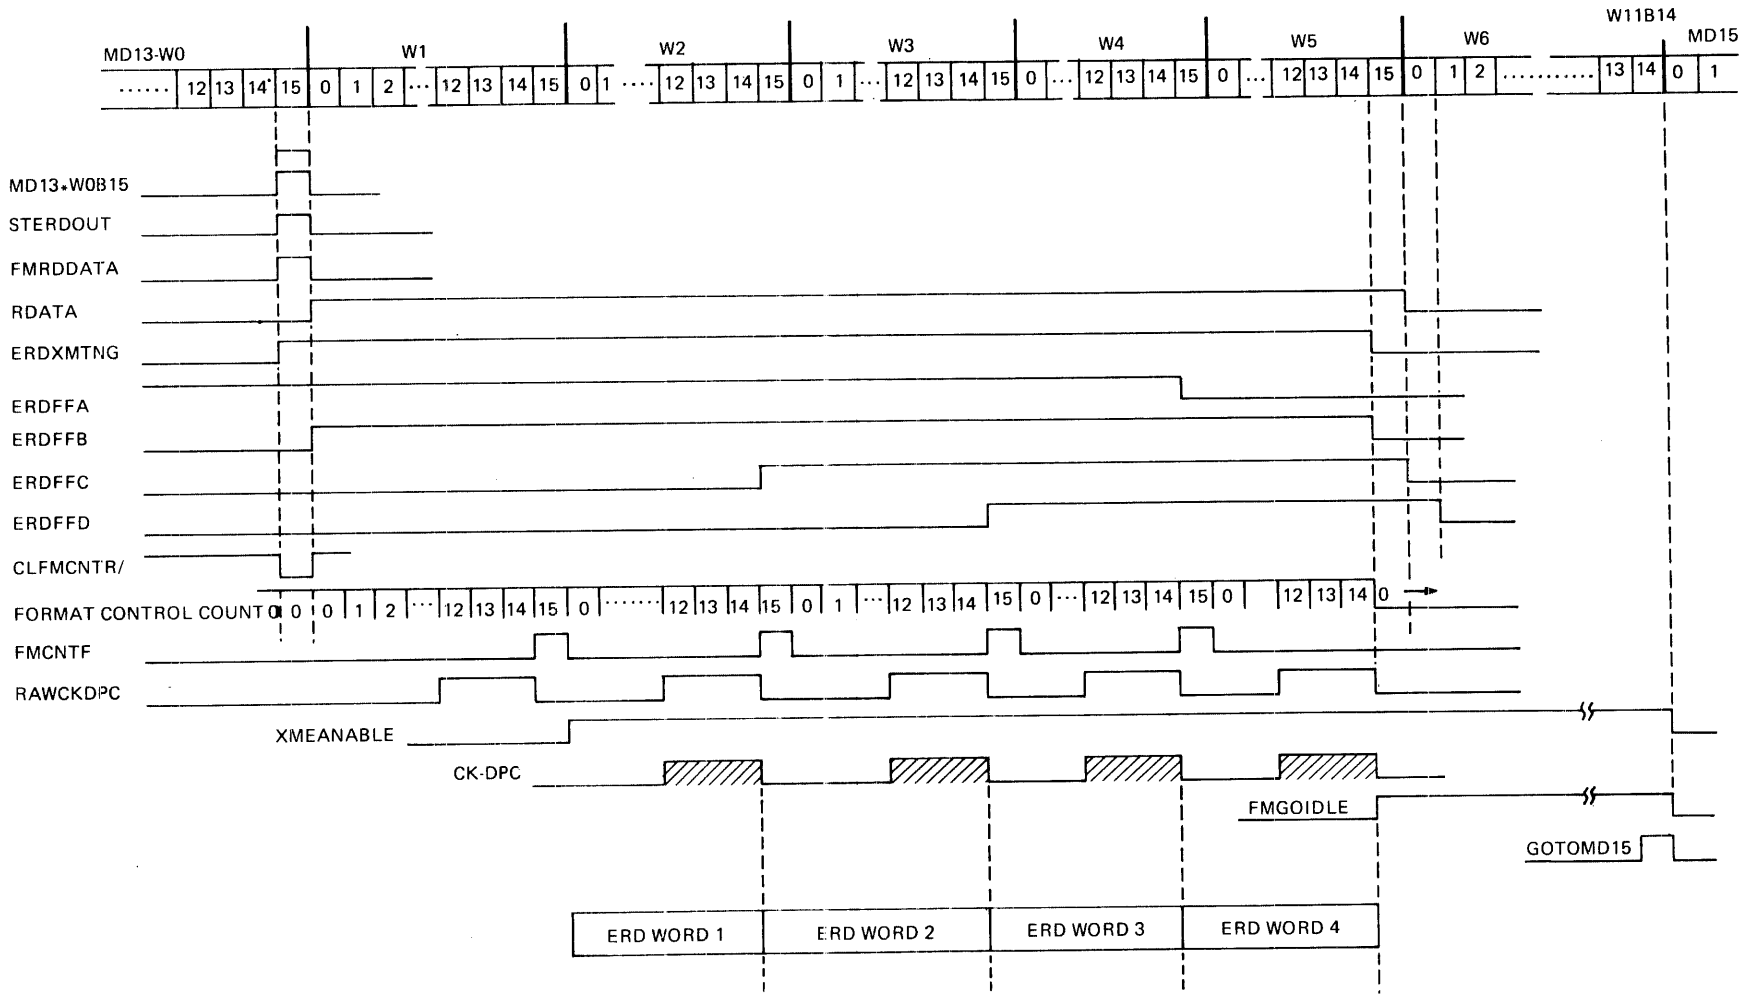 W11B14
MD13-W0 W1 W2 W3 W4 W5 W6 MD15
...... 12 13 14 15 0 1 2 ... 12 13 14 15 0 1 .... 12 13 14 15 0 1 ... 12 13 14 15 0 ... 12 13 14 15 0 ... 12 13 14 15 0 1 2 ........... 13 14 0 1
MD13*W0B15
STERDOUT
FMRDDATA
RDATA
ERDXMTNG
ERDFFA
ERDFFB
ERDFFC
ERDFFD
CLFMCNTR/
FORMAT CONTROL COUNT 0 0 0 1 2 ... 12 13 14 15 0 ....... 12 13 14 15 0 1 ... 12 13 14 15 0 ... 12 13 14 15 0 12 13 14 0
FMCNTF
RAWCKDPC
XMEANABLE
CK-DPC
FMGOIDLE
GOTOMD15
ERD WORD 1 ERD WORD 2 ERD WORD 3 ERD WORD 4